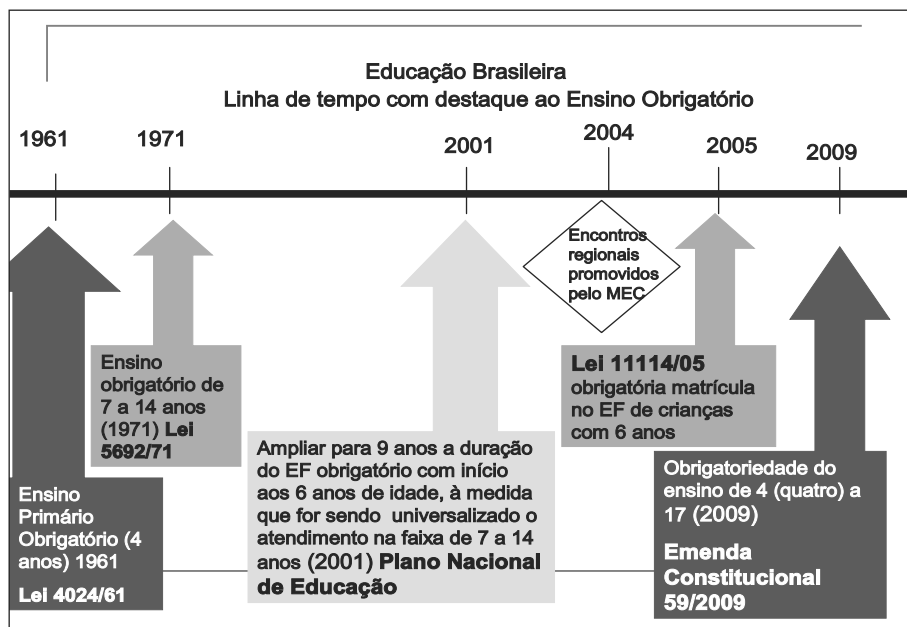 Educação Brasileira
Linha de tempo com destaque ao Ensino Obrigatório
1961
1971
2001
2004
2005
2009
Encontros
regionais
promovidos
pelo MEC
Ensino
obrigatório de
7 a 14 anos
(1971) Lei
5692/71
Lei 11114/05
obrigatória matrícula
no EF de crianças
com 6 anos
Ampliar para 9 anos a duração
do EF obrigatório com início
aos 6 anos de idade, à medida
que for sendo universalizado o
atendimento na faixa de 7 a 14
anos (2001) Plano Nacional
de Educação
Ensino
Primário
Obrigatório (4
anos) 1961
Lei 4024/61
Obrigatoriedade do
ensino de 4 (quatro) a
17 (2009)
Emenda
Constitucional
59/2009